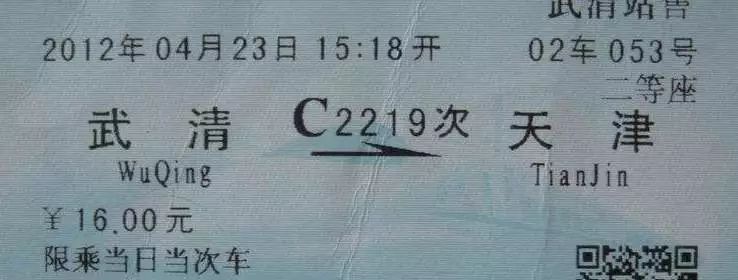 武清站售
2012年04月23日 15:18开 02车 053号
二等座
武清 C2219次 天津
WuQing TianJin
￥16.00元
限乘当日当次车